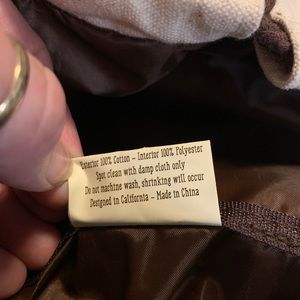 Exterior 100% Cotton – Interior 100% Polyester
Spot clean with damp cloth only
Do not machine wash, shrinking will occur
Designed in California – Made in China